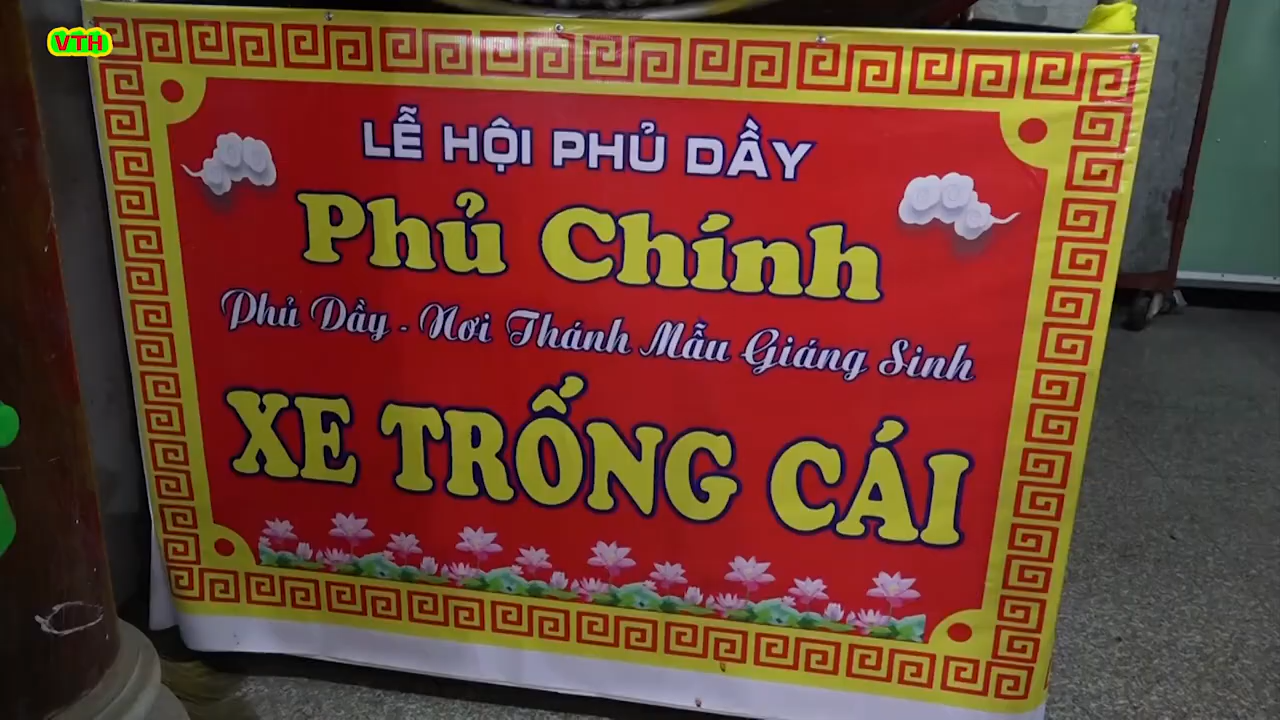 VTH
LỄ HỘI PHỦ DẦY
Phủ Chính
Phủ Dầy - Nơi Thánh Mẫu Giáng Sinh
XE TRỐNG CÁI